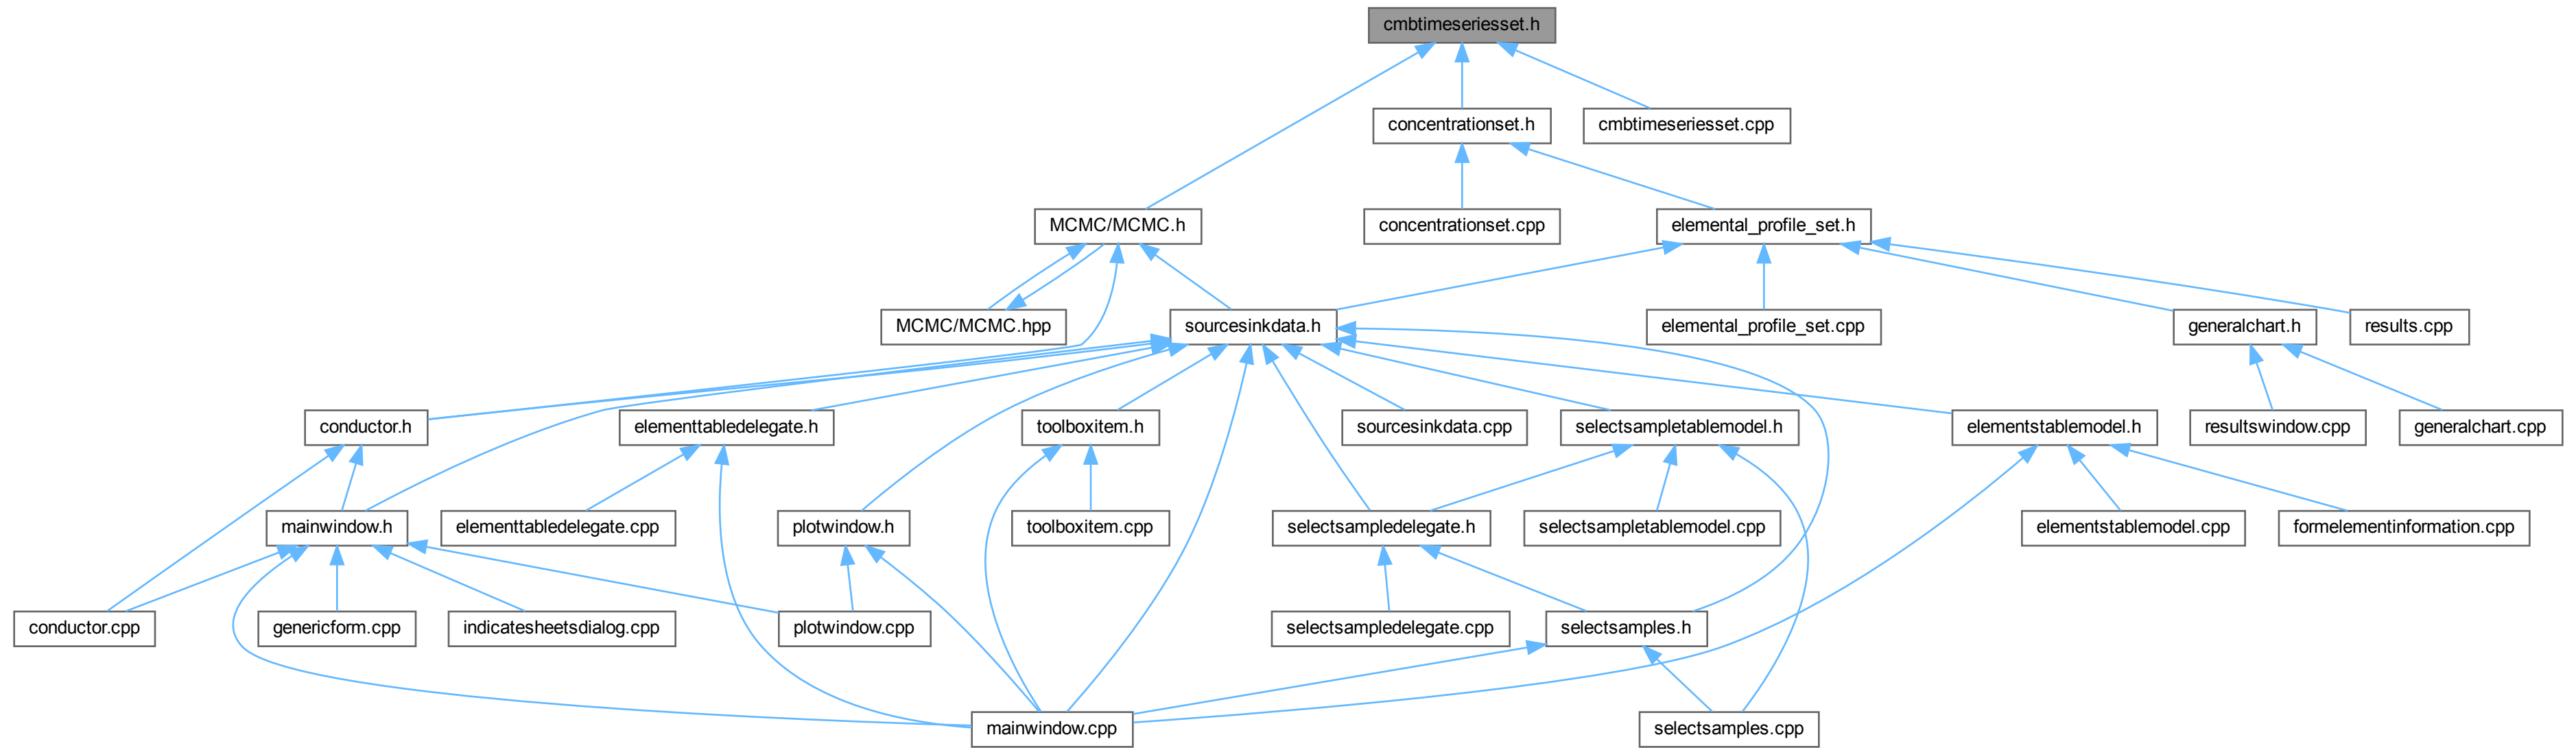 cmbtimeseriesset.h
concentrationset.h
cmbtimeseriesset.cpp
MCMC/MCMC.h
concentrationset.cpp
elemental_profile_set.h
MCMC/MCMC.hpp
sourcesinkdata.h
elemental_profile_set.cpp
generalchart.h
results.cpp
conductor.h
elementtabledelegate.h
toolboxitem.h
sourcesinkdata.cpp
selectsampletablemodel.h
elementstablemodel.h
resultswindow.cpp
generalchart.cpp
mainwindow.h
elementtabledelegate.cpp
plotwindow.h
toolboxitem.cpp
selectsampledelegate.h
selectsampletablemodel.cpp
elementstablemodel.cpp
formelementinformation.cpp
conductor.cpp
genericform.cpp
indicatesheetsdialog.cpp
plotwindow.cpp
selectsampledelegate.cpp
selectsamples.h
mainwindow.cpp
selectsamples.cpp